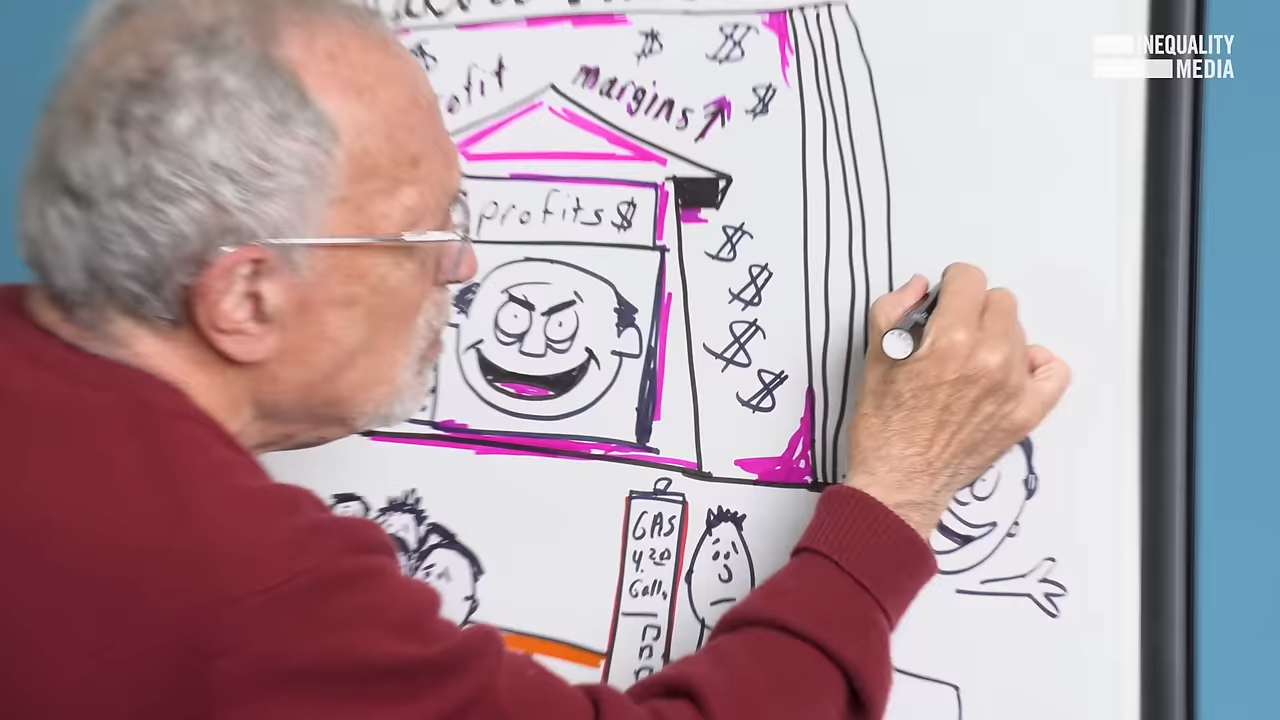 INEQUALITY
MEDIA
$ $ $
margins $
profits $
$
$
$
$
GAS
4.20
Gall.